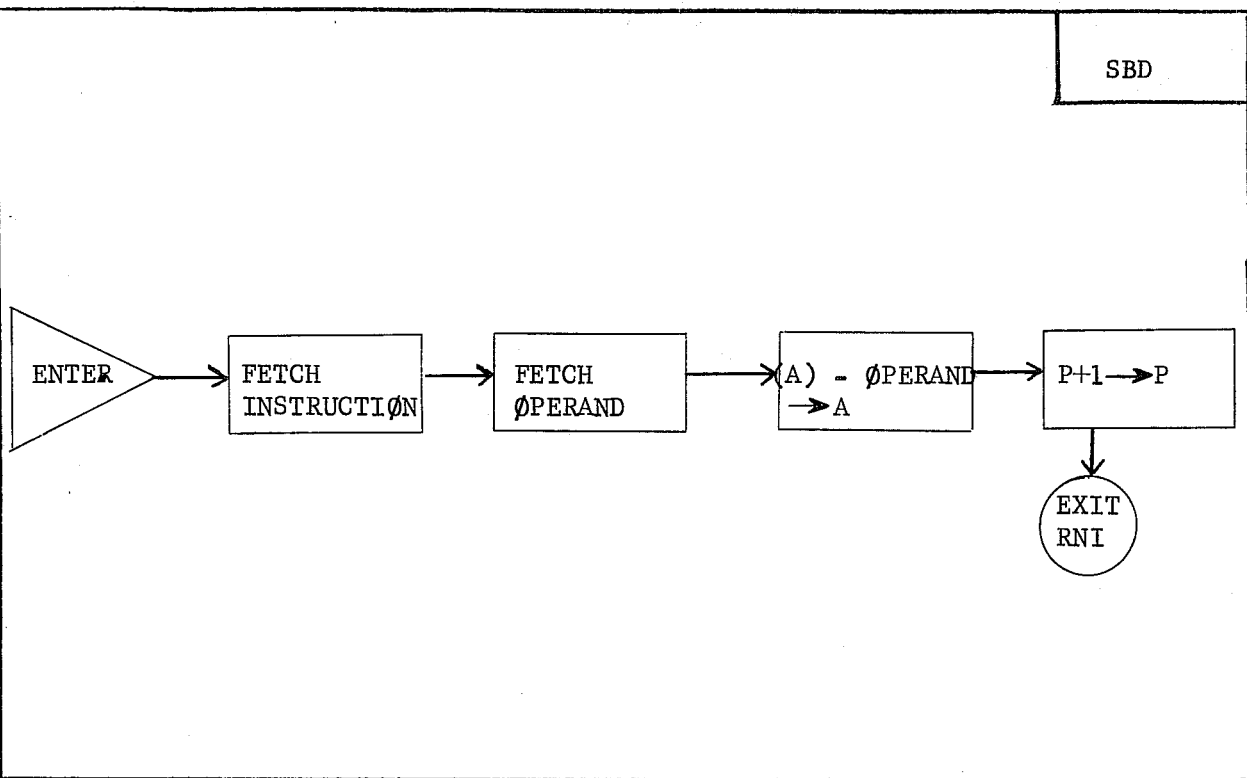 SBD
ENTER
FETCH
INSTRUCTIØN
FETCH
ØPERAND
(A) - ØPERAND
→ A
P+1→P
EXIT
RNI